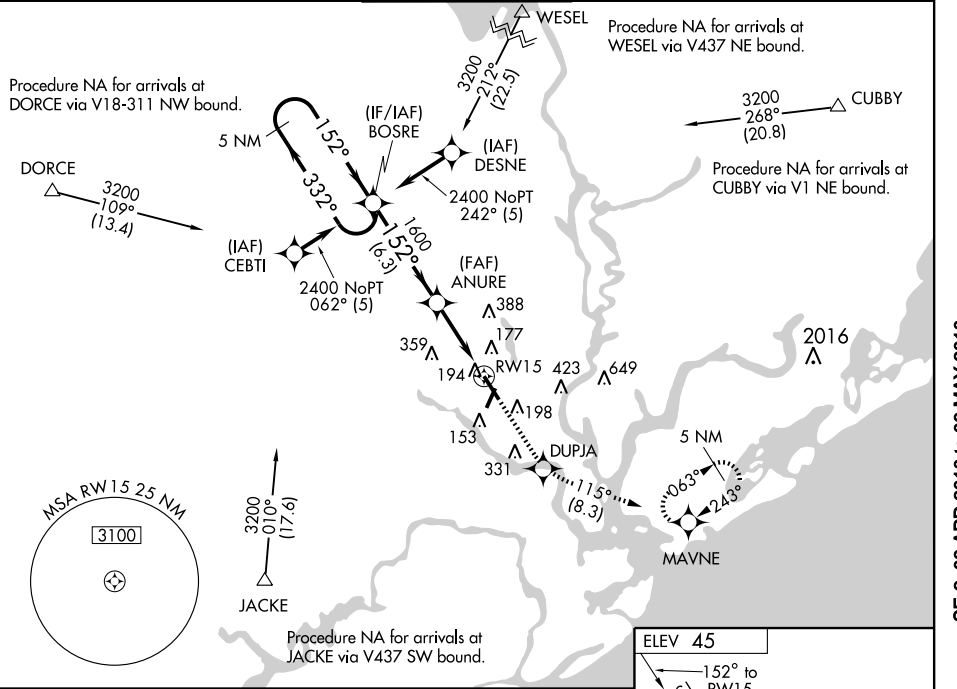 WESEL
Procedure NA for arrivals at
WESEL via V437 NE bound.
3200
212°
(22.5)
Procedure NA for arrivals at
DORCE via V18-311 NW bound.
3200
268°
(20.8)
CUBBY
(IF/IAF)
BOSRE
5 NM
152°
332°
(IAF)
DESNE
Procedure NA for arrivals at
CUBBY via V1 NE bound.
DORCE
3200
109°
(13.4)
2400 NoPT
242° (5)
1600
152°
(6.3)
(IAF)
CEBTI
2400 NoPT
062° (5)
(FAF)
ANURE
388
177
359
194
RW15
423
649
2016
198
153
331
DUPJA
5 NM
115°
(8.3)
063°
243°
MAVNE
MSA RW15 25 NM
3100
3200
010°
(17.6)
JACKE
Procedure NA for arrivals at
JACKE via V437 SW bound.
ELEV 45
152° to
RW15